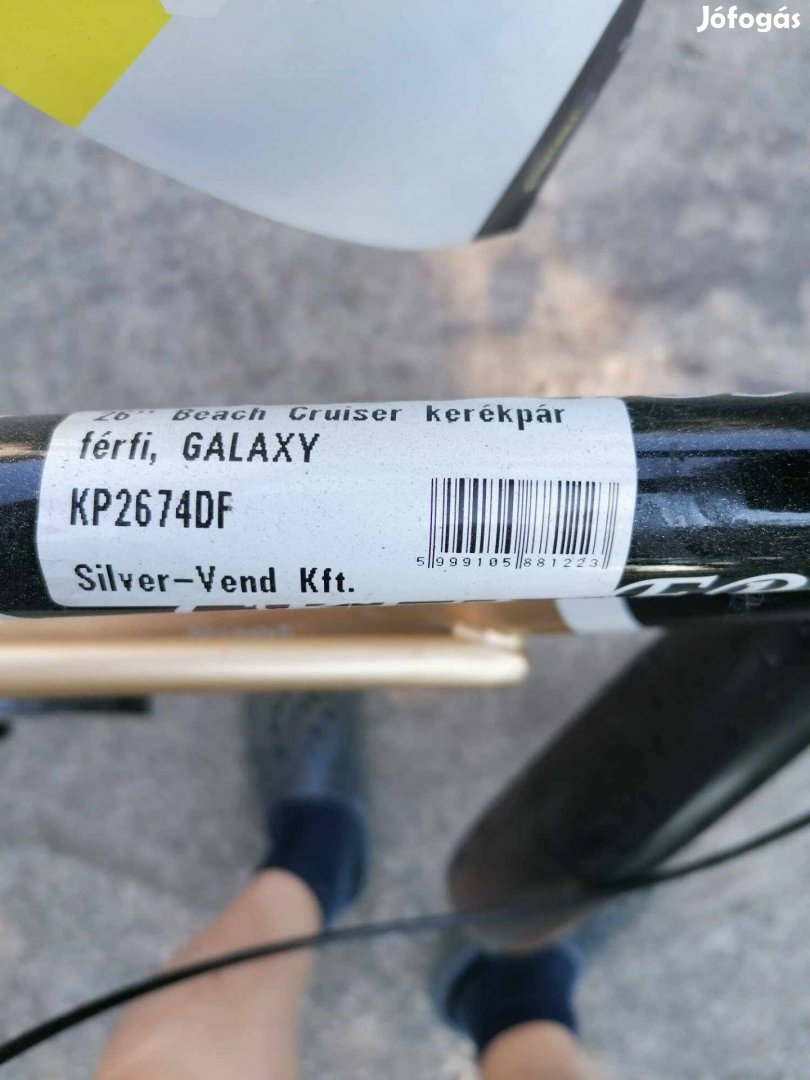 Jófogás
26" Beach Cruiser kerékpár
férfi, GALAXY
KP2674DF
5 999105 881223
Silver-Vend Kft.